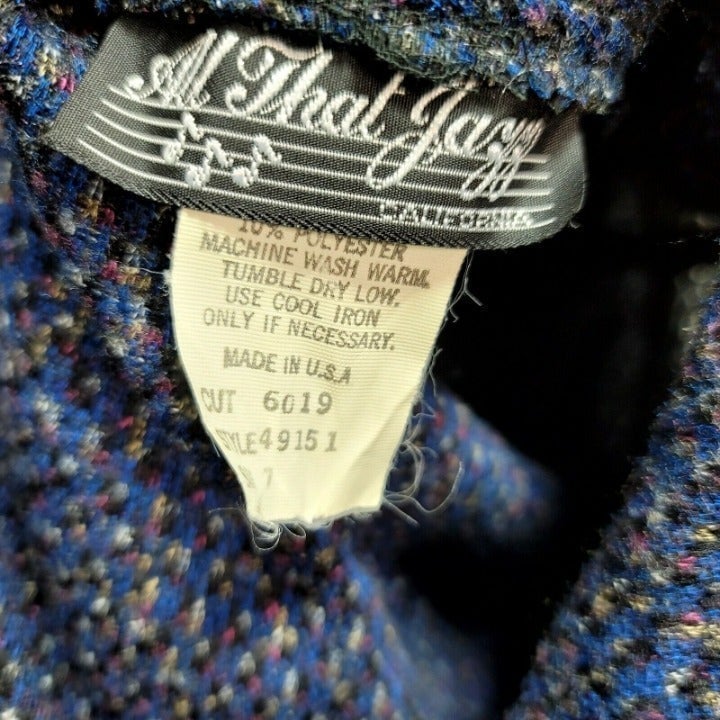 All That Jazz
CALIFORNIA
10% POLYESTER
MACHINE WASH WARM.
TUMBLE DRY LOW.
USE COOL IRON
ONLY IF NECESSARY.
MADE IN U.S.A
CUT 6019
STYLE 49151
7